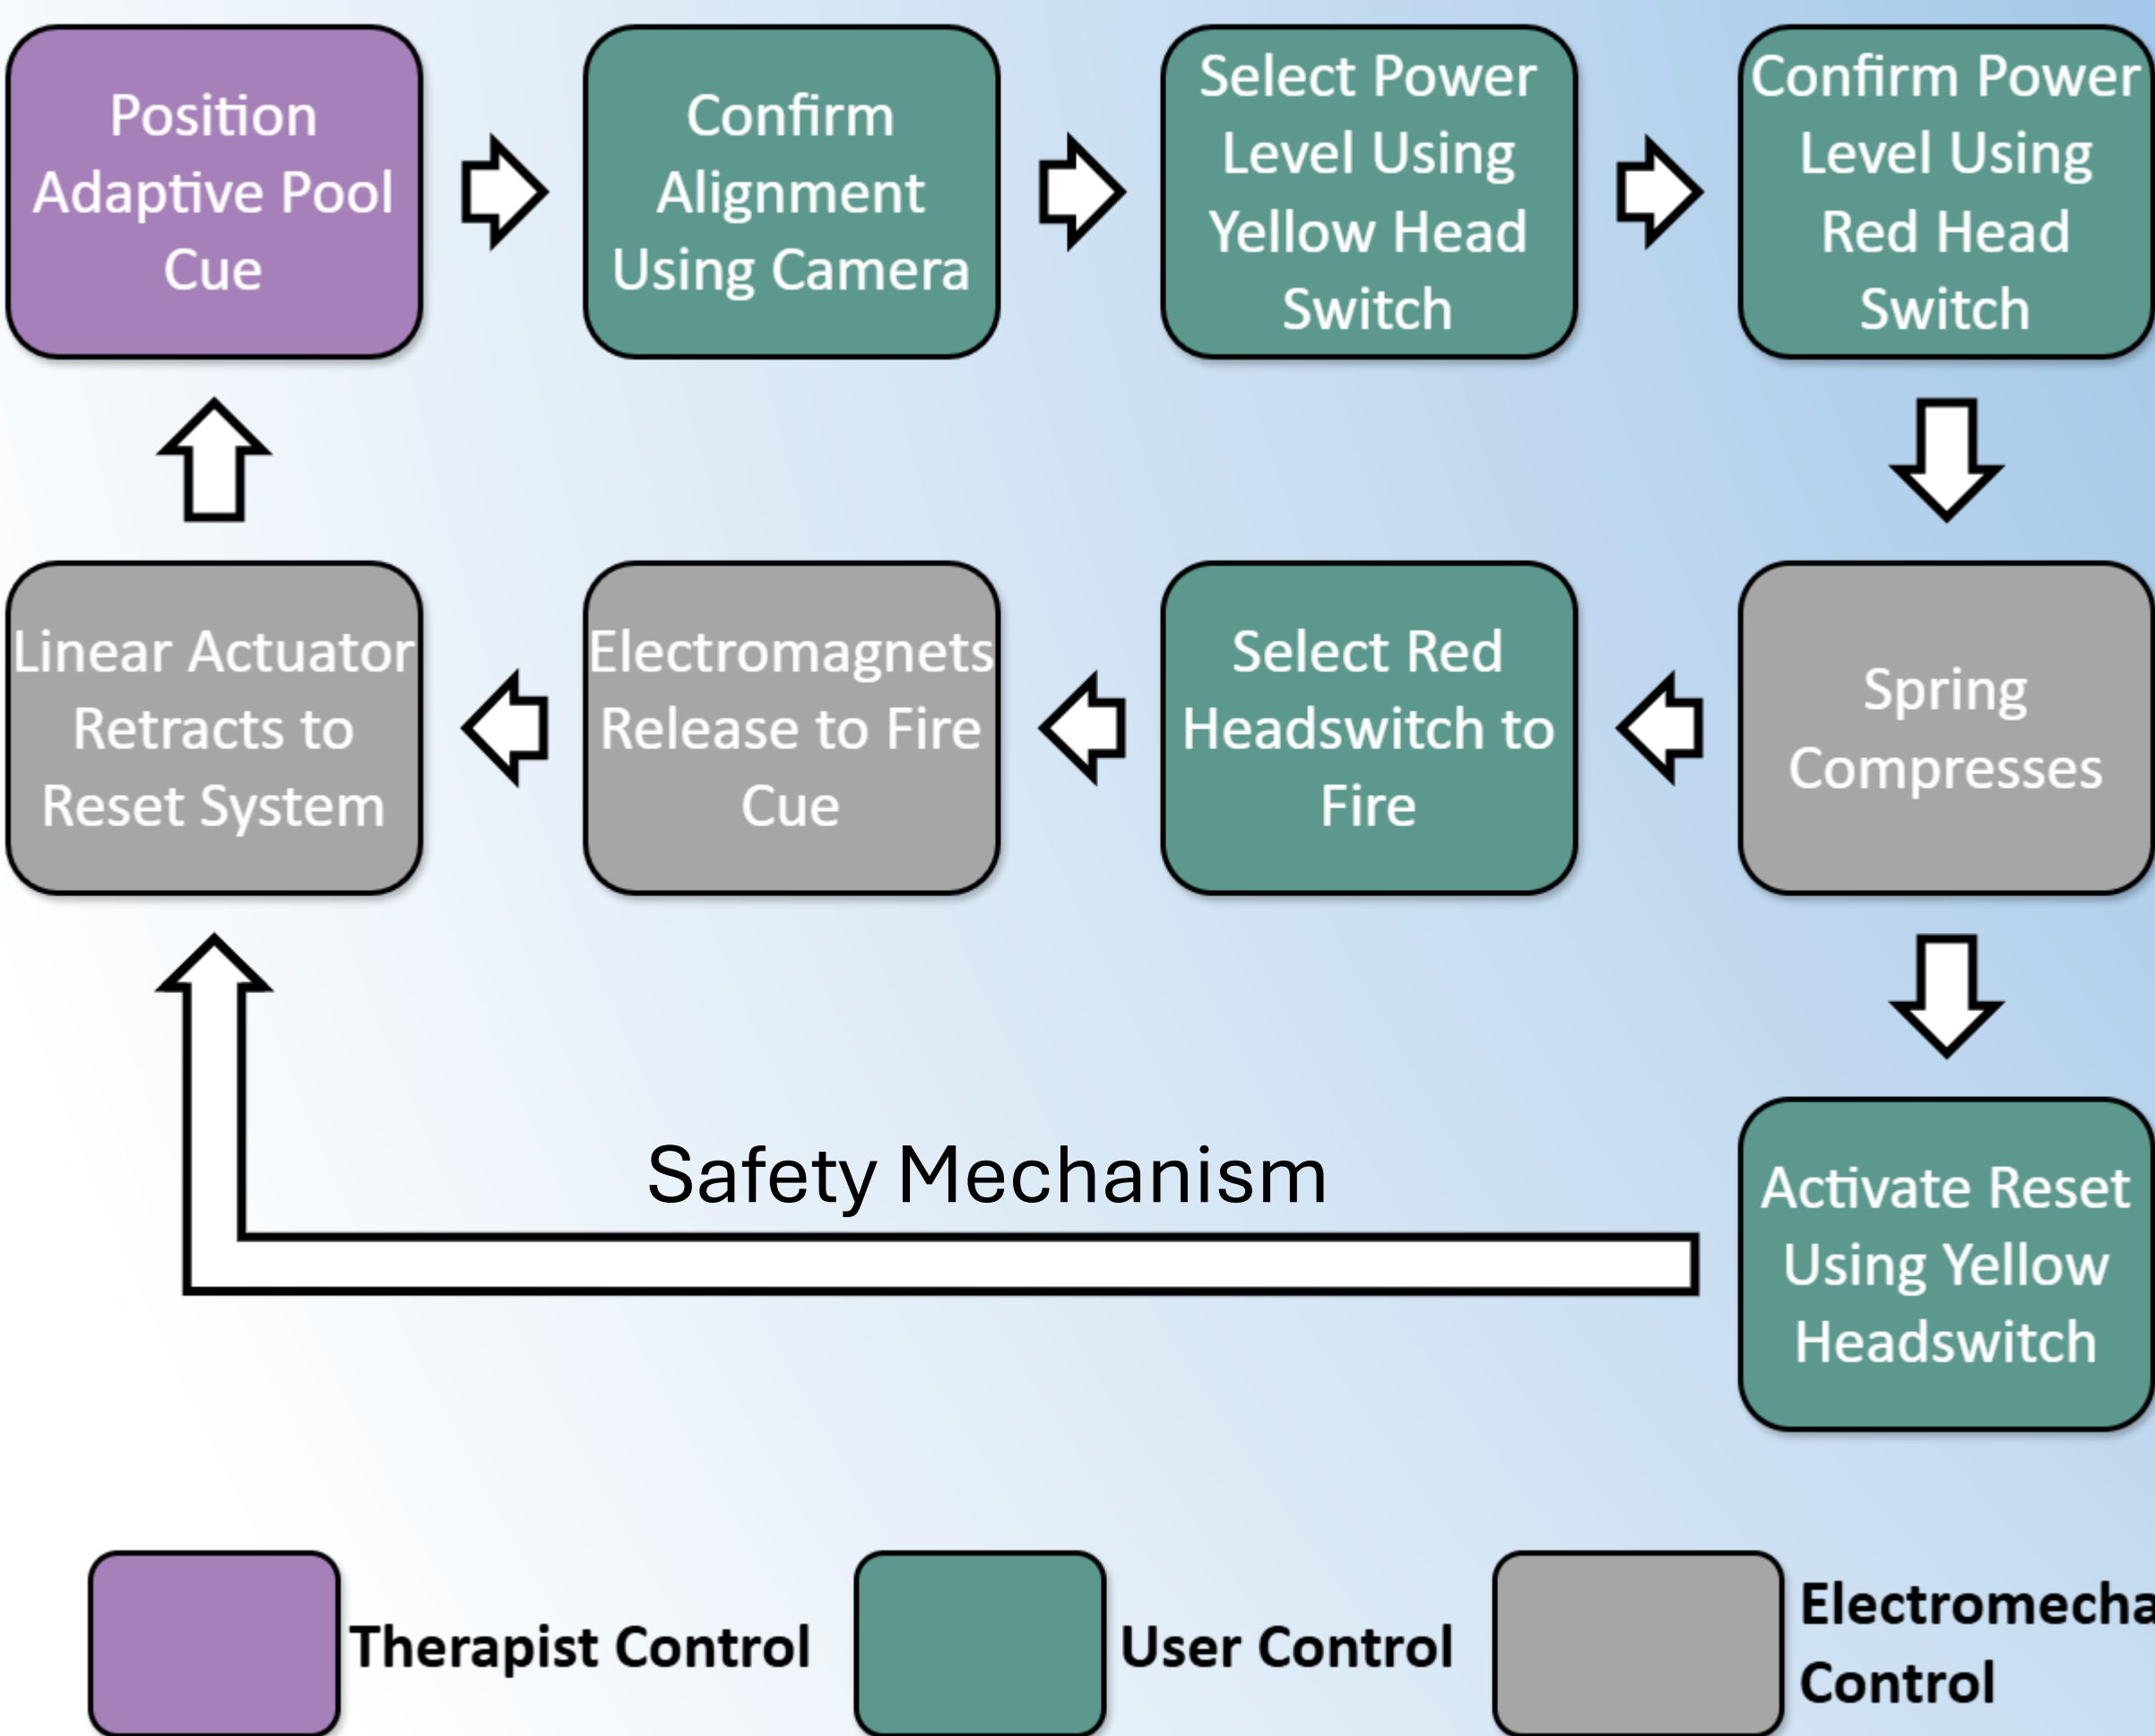 Position
Adaptive Pool
Cue
Confirm
Alignment
Using Camera
Select Power
Level Using
Yellow Head
Switch
Confirm Power
Level Using
Red Head
Switch
Linear Actuator
Retracts to
Reset System
Electromagnets
Release to Fire
Cue
Select Red
Headswitch to
Fire
Spring
Compresses
Safety Mechanism
Activate Reset
Using Yellow
Headswitch
Therapist Control
User Control
Electromecha
Control